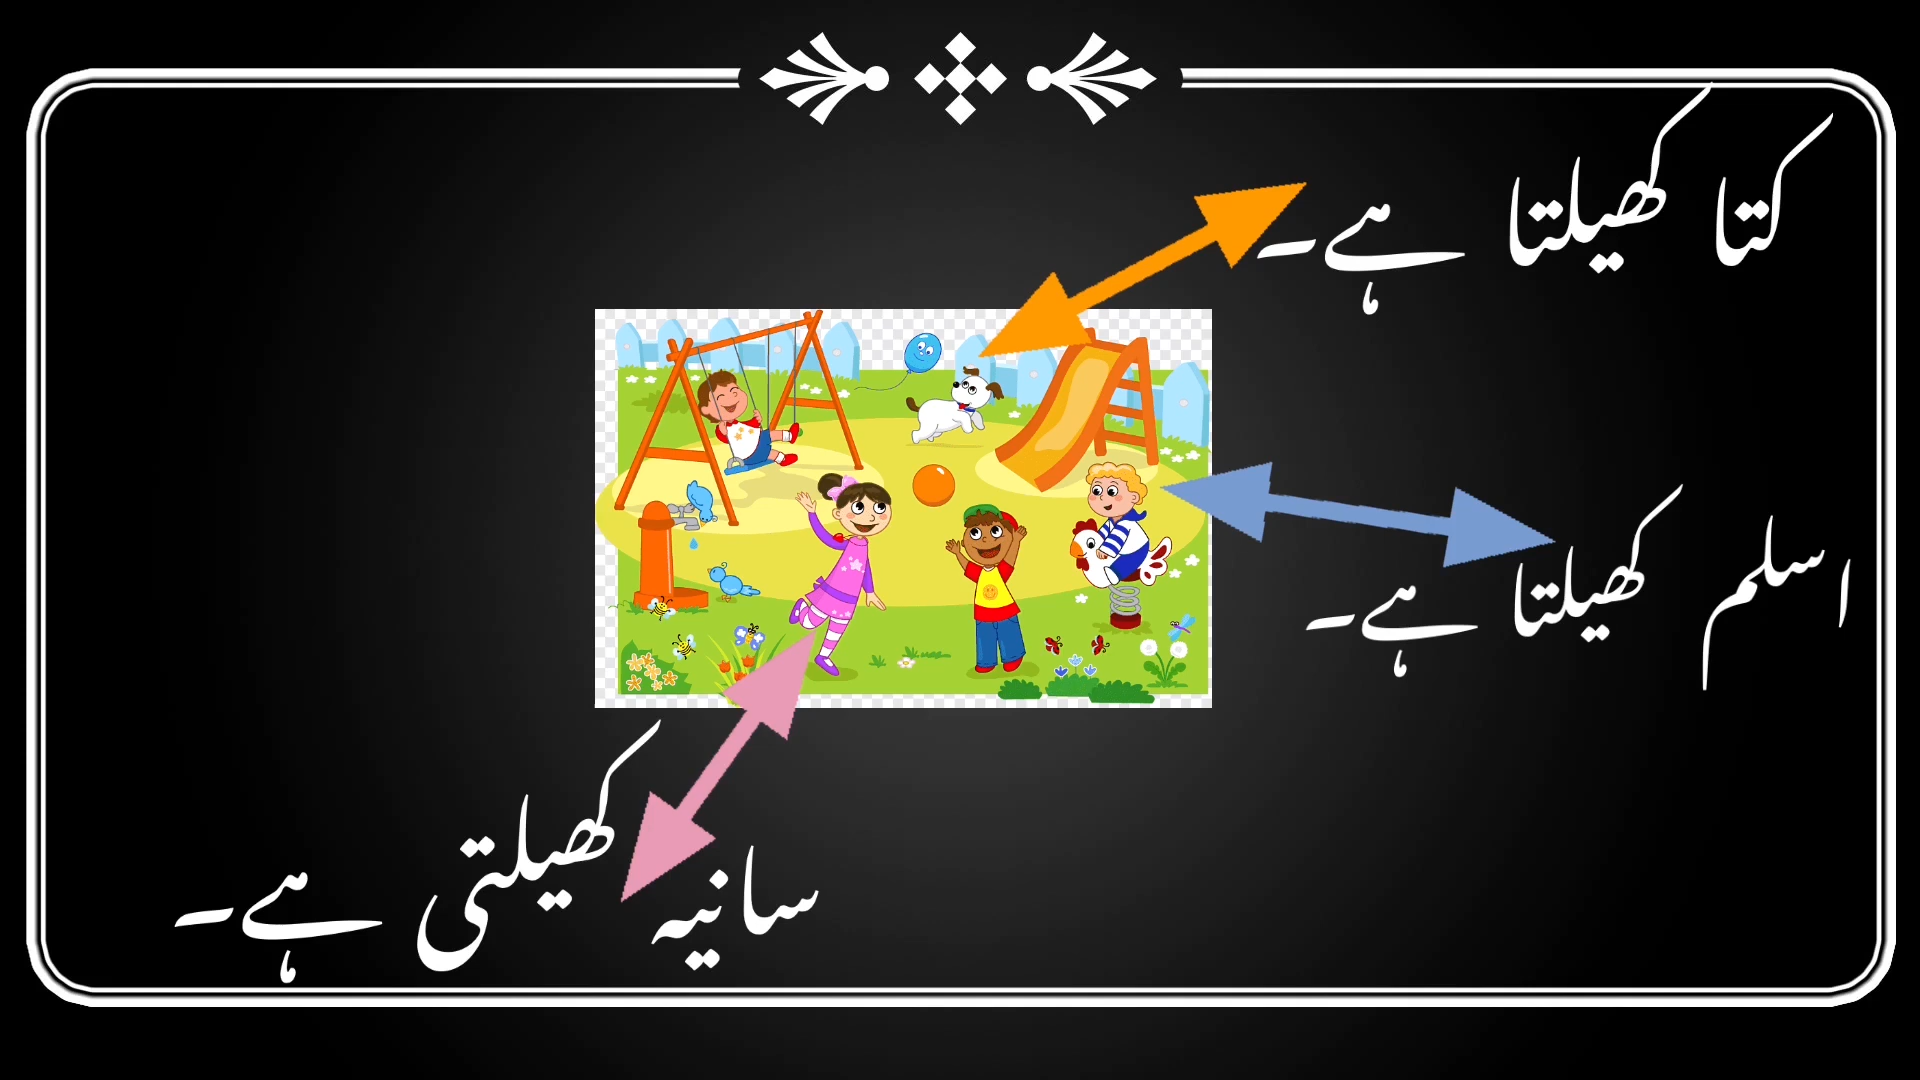 کتا کھیلتا ہے۔
اسلم کھیلتا ہے۔
سانیہ کھیلتی ہے۔